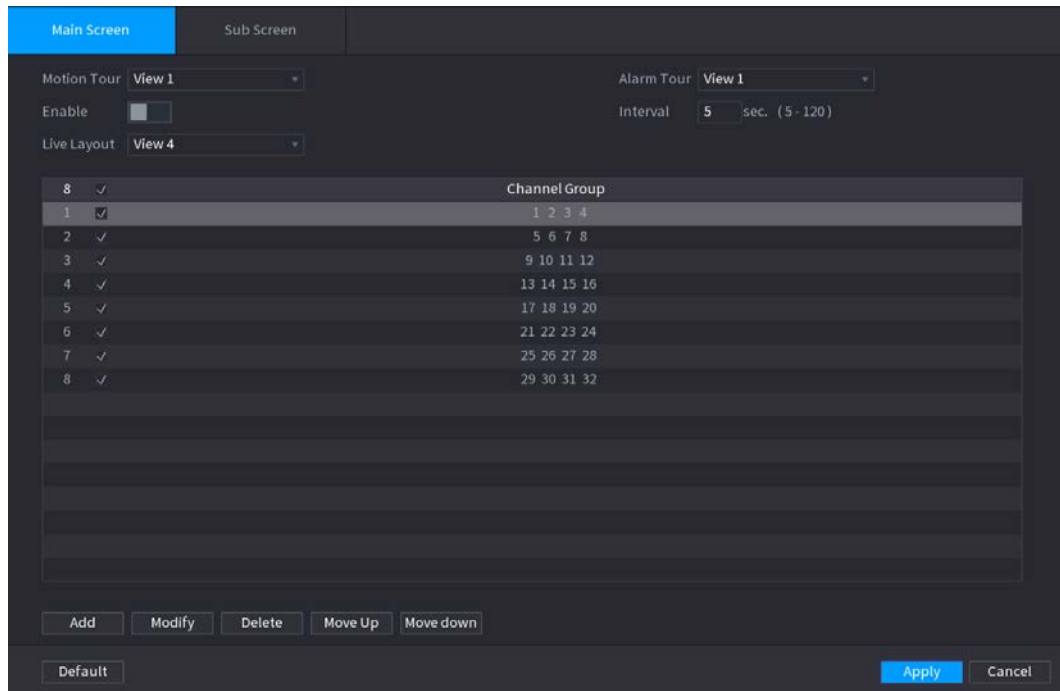 Main Screen Sub Screen
Motion Tour View 1 Alarm Tour View 1
Enable Interval 5 sec. (5-120)
Live Layout View 4
8 Channel Group
1 1 2 3 4
2 5 6 7 8
3 9 10 11 12
4 13 14 15 16
5 17 18 19 20
6 21 22 23 24
7 25 26 27 28
8 29 30 31 32
Add Modify Delete Move Up Move down
Default Apply Cancel